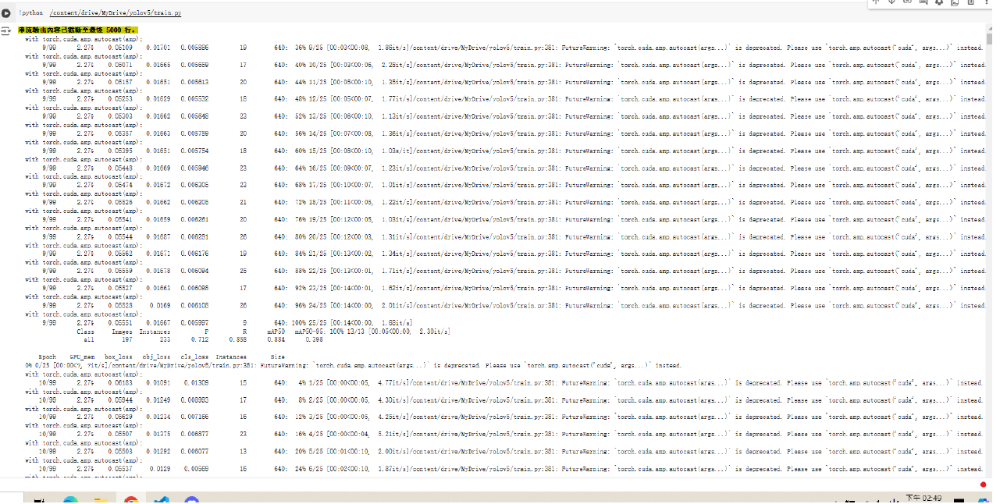 !python /content/drive/MyDrive/yolov5/train.py
串流輸出內容已截斷至最後 5000 行。
with torch.cuda.amp.autocast(amp):
9/99 2.27G 0.05109 0.01701 0.005886 19 640: 36% 9/25 [00:03<00:08, 1.86it/s]/content/drive/MyDrive/yolov5/train.py:381: FutureWarning: `torch.cuda.amp.autocast(args...)` is deprecated. Please use `torch.amp.autocast('cuda', args...)` instead.
with torch.cuda.amp.autocast(amp):
9/99 2.27G 0.05071 0.01665 0.005689 17 640: 40% 10/25 [00:03<00:06, 2.28it/s]/content/drive/MyDrive/yolov5/train.py:381: FutureWarning: `torch.cuda.amp.autocast(args...)` is deprecated. Please use `torch.amp.autocast('cuda', args...)` instead.
with torch.cuda.amp.autocast(amp):
9/99 2.27G 0.05157 0.01651 0.005613 20 640: 44% 11/25 [00:05<00:10, 1.35it/s]/content/drive/MyDrive/yolov5/train.py:381: FutureWarning: `torch.cuda.amp.autocast(args...)` is deprecated. Please use `torch.amp.autocast('cuda', args...)` instead.
with torch.cuda.amp.autocast(amp):
9/99 2.27G 0.05253 0.01629 0.005532 18 640: 48% 12/25 [00:05<00:07, 1.77it/s]/content/drive/MyDrive/yolov5/train.py:381: FutureWarning: `torch.cuda.amp.autocast(args...)` is deprecated. Please use `torch.amp.autocast('cuda', args...)` instead.
with torch.cuda.amp.autocast(amp):
9/99 2.27G 0.05303 0.01662 0.005648 23 640: 52% 13/25 [00:06<00:10, 1.13it/s]/content/drive/MyDrive/yolov5/train.py:381: FutureWarning: `torch.cuda.amp.autocast(args...)` is deprecated. Please use `torch.amp.autocast('cuda', args...)` instead.
with torch.cuda.amp.autocast(amp):
9/99 2.27G 0.05357 0.01663 0.005759 20 640: 56% 14/25 [00:07<00:08, 1.36it/s]/content/drive/MyDrive/yolov5/train.py:381: FutureWarning: `torch.cuda.amp.autocast(args...)` is deprecated. Please use `torch.amp.autocast('cuda', args...)` instead.
with torch.cuda.amp.autocast(amp):
9/99 2.27G 0.05395 0.01651 0.005754 18 640: 60% 15/25 [00:08<00:10, 1.03s/it]/content/drive/MyDrive/yolov5/train.py:381: FutureWarning: `torch.cuda.amp.autocast(args...)` is deprecated. Please use `torch.amp.autocast('cuda', args...)` instead.
with torch.cuda.amp.autocast(amp):
9/99 2.27G 0.05448 0.01669 0.005946 23 640: 64% 16/25 [00:09<00:07, 1.23it/s]/content/drive/MyDrive/yolov5/train.py:381: FutureWarning: `torch.cuda.amp.autocast(args...)` is deprecated. Please use `torch.amp.autocast('cuda', args...)` instead.
with torch.cuda.amp.autocast(amp):
9/99 2.27G 0.05474 0.01672 0.006305 23 640: 68% 17/25 [00:10<00:07, 1.01it/s]/content/drive/MyDrive/yolov5/train.py:381: FutureWarning: `torch.cuda.amp.autocast(args...)` is deprecated. Please use `torch.amp.autocast('cuda', args...)` instead.
with torch.cuda.amp.autocast(amp):
9/99 2.27G 0.05526 0.01662 0.006205 21 640: 72% 18/25 [00:11<00:05, 1.22it/s]/content/drive/MyDrive/yolov5/train.py:381: FutureWarning: `torch.cuda.amp.autocast(args...)` is deprecated. Please use `torch.amp.autocast('cuda', args...)` instead.
with torch.cuda.amp.autocast(amp):
9/99 2.27G 0.05541 0.01659 0.006261 20 640: 76% 19/25 [00:12<00:05, 1.03it/s]/content/drive/MyDrive/yolov5/train.py:381: FutureWarning: `torch.cuda.amp.autocast(args...)` is deprecated. Please use `torch.amp.autocast('cuda', args...)` instead.
with torch.cuda.amp.autocast(amp):
9/99 2.27G 0.05544 0.01687 0.006231 26 640: 80% 20/25 [00:12<00:03, 1.31it/s]/content/drive/MyDrive/yolov5/train.py:381: FutureWarning: `torch.cuda.amp.autocast(args...)` is deprecated. Please use `torch.amp.autocast('cuda', args...)` instead.
with torch.cuda.amp.autocast(amp):
9/99 2.27G 0.05562 0.01671 0.006176 19 640: 84% 21/25 [00:13<00:02, 1.34it/s]/content/drive/MyDrive/yolov5/train.py:381: FutureWarning: `torch.cuda.amp.autocast(args...)` is deprecated. Please use `torch.amp.autocast('cuda', args...)` instead.
with torch.cuda.amp.autocast(amp):
9/99 2.27G 0.05559 0.01678 0.006094 25 640: 88% 22/25 [00:13<00:01, 1.71it/s]/content/drive/MyDrive/yolov5/train.py:381: FutureWarning: `torch.cuda.amp.autocast(args...)` is deprecated. Please use `torch.amp.autocast('cuda', args...)` instead.
with torch.cuda.amp.autocast(amp):
9/99 2.27G 0.05527 0.01663 0.006098 17 640: 92% 23/25 [00:14<00:01, 1.62it/s]/content/drive/MyDrive/yolov5/train.py:381: FutureWarning: `torch.cuda.amp.autocast(args...)` is deprecated. Please use `torch.amp.autocast('cuda', args...)` instead.
with torch.cuda.amp.autocast(amp):
9/99 2.27G 0.05528 0.0169 0.006108 26 640: 96% 24/25 [00:14<00:00, 2.01it/s]/content/drive/MyDrive/yolov5/train.py:381: FutureWarning: `torch.cuda.amp.autocast(args...)` is deprecated. Please use `torch.amp.autocast('cuda', args...)` instead.
with torch.cuda.amp.autocast(amp):
9/99 2.27G 0.05551 0.01667 0.005997 9 640: 100% 25/25 [00:14<00:00, 1.68it/s]
Class Images Instances P R mAP50 mAP50-95: 100% 13/13 [00:05<00:00, 2.30it/s]
all 197 233 0.712 0.858 0.884 0.398
Epoch GPU_mem box_loss obj_loss cls_loss Instances Size
0% 0/25 [00:00<?, ?it/s]/content/drive/MyDrive/yolov5/train.py:381: FutureWarning: `torch.cuda.amp.autocast(args...)` is deprecated. Please use `torch.amp.autocast('cuda', args...)` instead.
with torch.cuda.amp.autocast(amp):
10/99 2.27G 0.06183 0.01091 0.01309 15 640: 4% 1/25 [00:00<00:05, 4.77it/s]/content/drive/MyDrive/yolov5/train.py:381: FutureWarning: `torch.cuda.amp.autocast(args...)` is deprecated. Please use `torch.amp.autocast('cuda', args...)` instead.
with torch.cuda.amp.autocast(amp):
10/99 2.27G 0.05944 0.01249 0.008993 17 640: 8% 2/25 [00:00<00:05, 4.30it/s]/content/drive/MyDrive/yolov5/train.py:381: FutureWarning: `torch.cuda.amp.autocast(args...)` is deprecated. Please use `torch.amp.autocast('cuda', args...)` instead.
with torch.cuda.amp.autocast(amp):
10/99 2.27G 0.05629 0.01234 0.007166 16 640: 12% 3/25 [00:00<00:05, 4.25it/s]/content/drive/MyDrive/yolov5/train.py:381: FutureWarning: `torch.cuda.amp.autocast(args...)` is deprecated. Please use `torch.amp.autocast('cuda', args...)` instead.
with torch.cuda.amp.autocast(amp):
10/99 2.27G 0.05507 0.01375 0.006877 23 640: 16% 4/25 [00:00<00:04, 5.21it/s]/content/drive/MyDrive/yolov5/train.py:381: FutureWarning: `torch.cuda.amp.autocast(args...)` is deprecated. Please use `torch.amp.autocast('cuda', args...)` instead.
with torch.cuda.amp.autocast(amp):
10/99 2.27G 0.05503 0.01292 0.006077 13 640: 20% 5/25 [00:01<00:10, 2.00it/s]/content/drive/MyDrive/yolov5/train.py:381: FutureWarning: `torch.cuda.amp.autocast(args...)` is deprecated. Please use `torch.amp.autocast('cuda', args...)` instead.
with torch.cuda.amp.autocast(amp):
10/99 2.27G 0.05537 0.0129 0.00569 16 640: 24% 6/25 [00:02<00:10, 1.87it/s]/content/drive/MyDrive/yolov5/train.py:381: FutureWarning: `torch.cuda.amp.autocast(args...)` is deprecated. Please use `torch.amp.autocast('cuda', args...)` instead.
下午 02:49